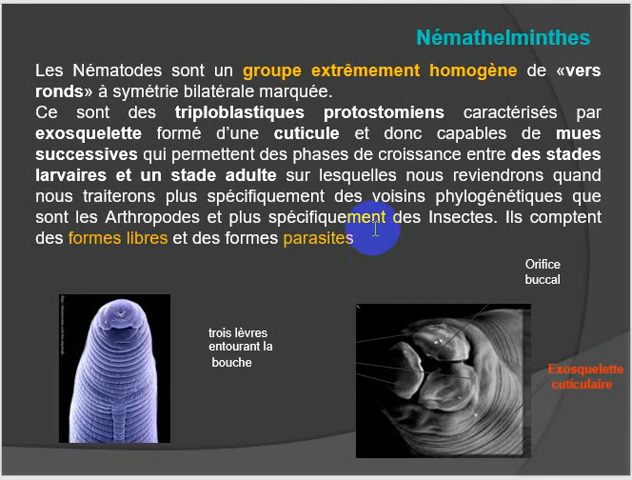 Némathelminthes
Les Nématodes sont un groupe extrêmement homogène de «vers
ronds» à symétrie bilatérale marquée.
Ce sont des triploblastiques protostomiens caractérisés par
exosquelette formé d'une cuticule et donc capables de mues
successives qui permettent des phases de croissance entre des stades
larvaires et un stade adulte sur lesquelles nous reviendrons quand
nous traiterons plus spécifiquement des voisins phylogénétiques que
sont les Arthropodes et plus spécifiquement des Insectes. Ils comptent
des formes libres et des formes parasites
Orifice
buccal
trois lèvres
entourant la
bouche
Exosquelette
cuticulaire